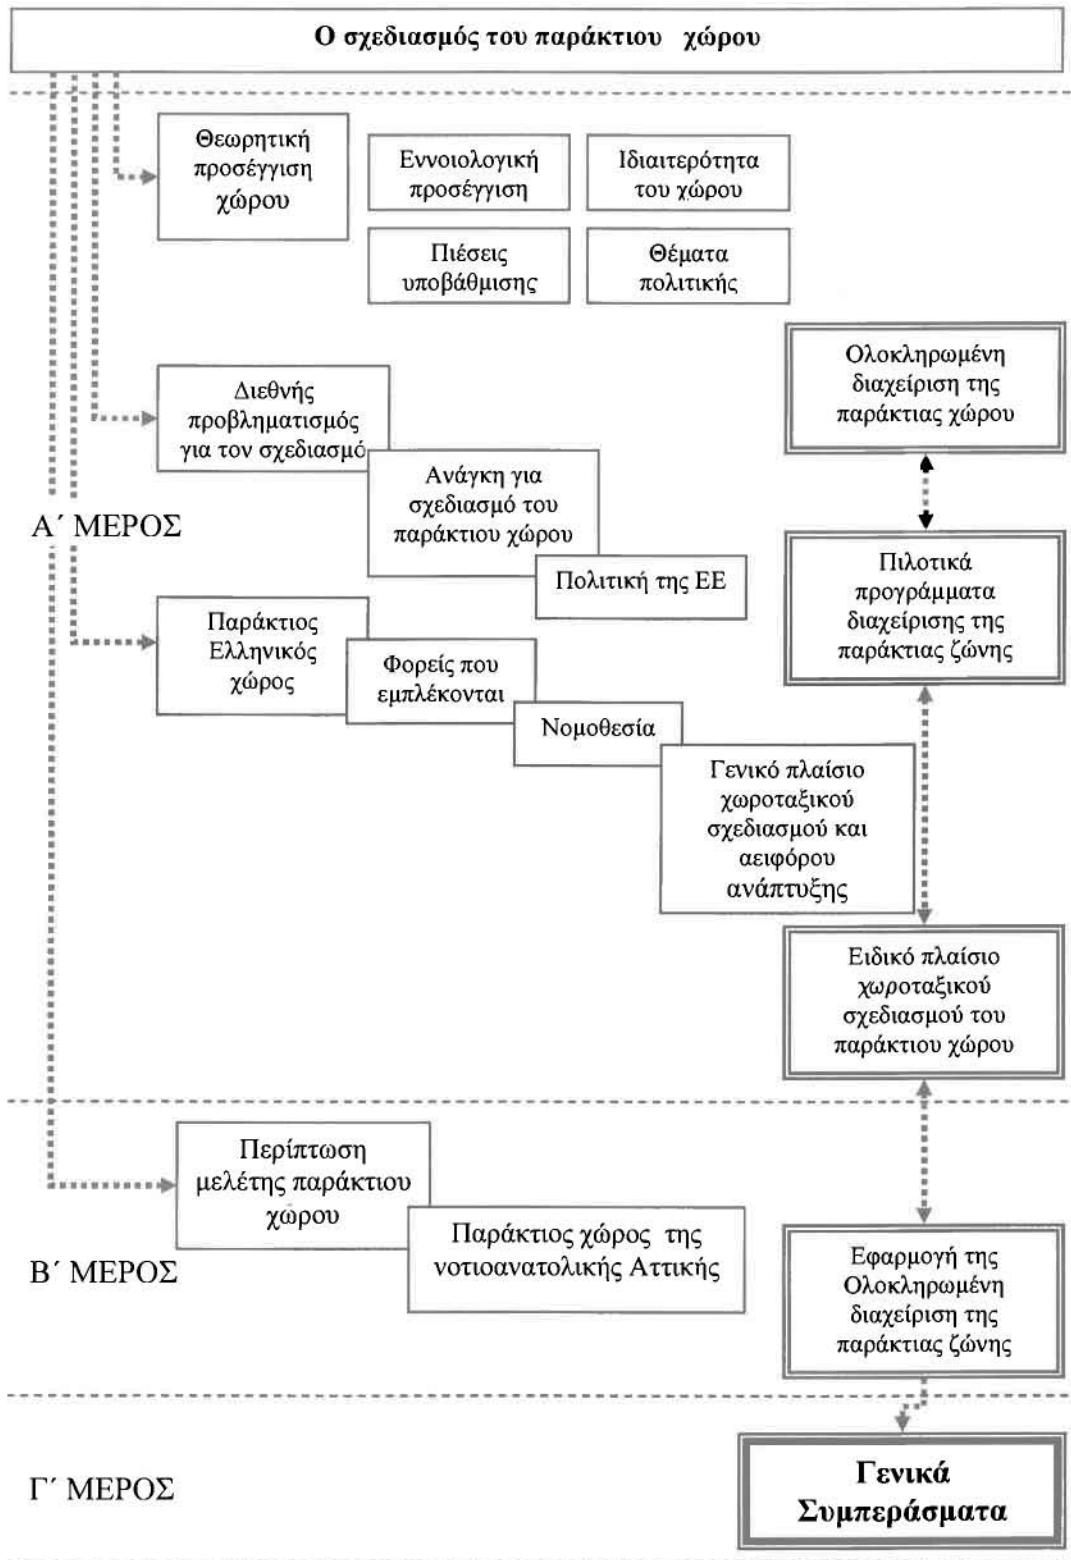 Ο σχεδιασμός του παράκτιου χώρου
Θεωρητική
προσέγγιση
χώρου
Εννοιολογική
προσέγγιση
Ιδιαιτερότητα
του χώρου
Πιέσεις
υποβάθμισης
Θέματα
πολιτικής
Ολοκληρωμένη
διαχείριση της
παράκτιας χώρου
Διεθνής
προβληματισμός
για τον σχεδιασμό
Ανάγκη για
σχεδιασμό του
παράκτιου χώρου
Πολιτική της ΕΕ
Α΄ ΜΕΡΟΣ
Πιλοτικά
προγράμματα
διαχείρισης της
παράκτιας ζώνης
Παράκτιος
Ελληνικός
χώρος
Φορείς που
εμπλέκονται
Νομοθεσία
Γενικό πλαίσιο
χωροταξικού
σχεδιασμού και
αειφόρου
ανάπτυξης
Ειδικό πλαίσιο
χωροταξικού
σχεδιασμού του
παράκτιου χώρου
Περίπτωση
μελέτης παράκτιου
χώρου
Παράκτιος χώρος της
νοτιοανατολικής Αττικής
Β΄ ΜΕΡΟΣ
Εφαρμογή της
Ολοκληρωμένη
διαχείριση της
παράκτιας ζώνης
Γ΄ ΜΕΡΟΣ
Γενικά
Συμπεράσματα